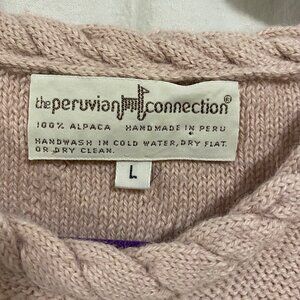 the peruvian connection®
100% ALPACA HANDMADE IN PERU
HANDWASH IN COLD WATER, DRY FLAT
OR DRY CLEAN.
L